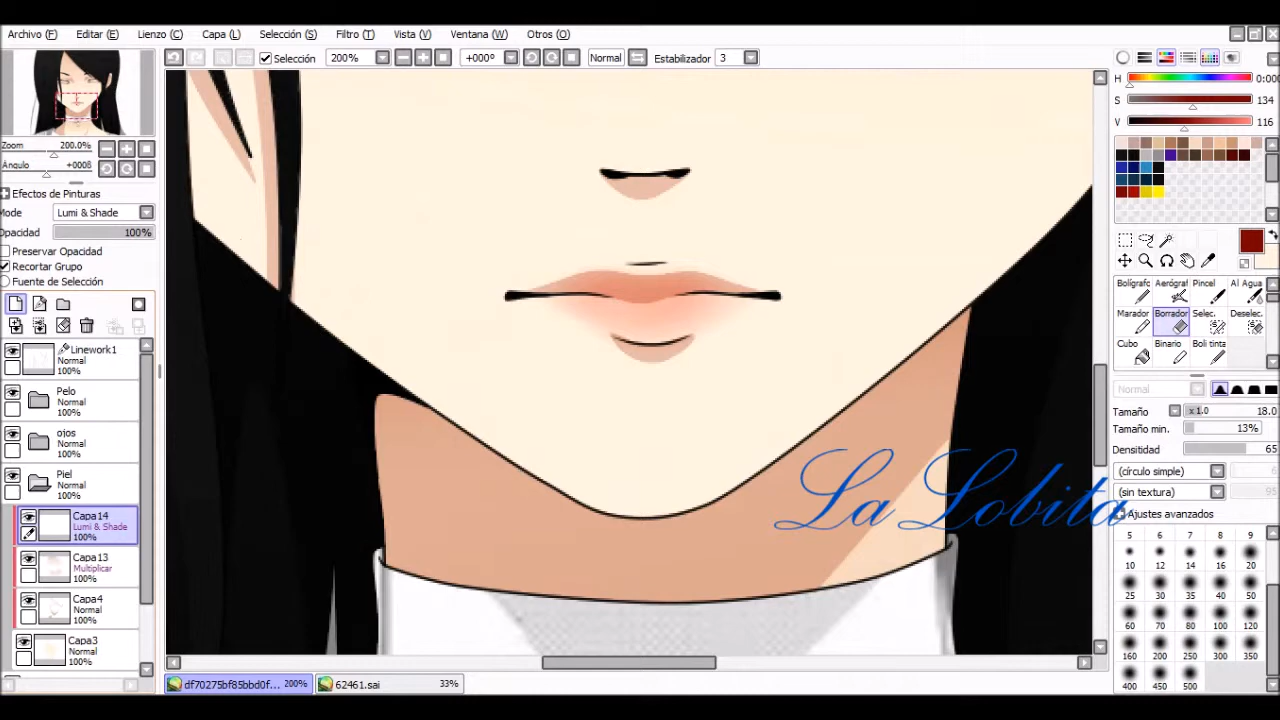 Archivo (F) Editar (E) Lienzo (C) Capa (L) Selección (S) Filtro (T) Vista (V) Ventana (W) Otros (O)
Selección 200% +000º Normal Estabilizador 3
Zoom 200.0%
Ángulo +000ß
Efectos de Pinturas
Mode Lumi & Shade
Opacidad 100%
Preservar Opacidad
Recortar Grupo
Fuente de Selección
Linework1
Normal
100%
Pelo
Normal
100%
ojos
Normal
100%
Piel
Normal
100%
Capa14
Lumi & Shade
100%
Capa13
Multiplicar
100%
Capa4
Normal
100%
Capa3
Normal
100%
La Lobita
df70275bf85bbd0f... 200% 62461.sai 33%
H 0:000
S 134
V 116
Bolígrafo Aerógraf Pincel Al Agua
Marador Borrador Selec. Deselec.
Cubo Binario Boli tinta
Normal
Tamaño x1.0 18.0
Tamaño min. 13%
Densitidad 65
(círculo simple)
(sin textura)
Ajustes avanzados
5 6 7 8 9
10 12 14 16 20
25 30 35 40 50
60 70 80 100 120
160 200 250 300 350
400 450 500